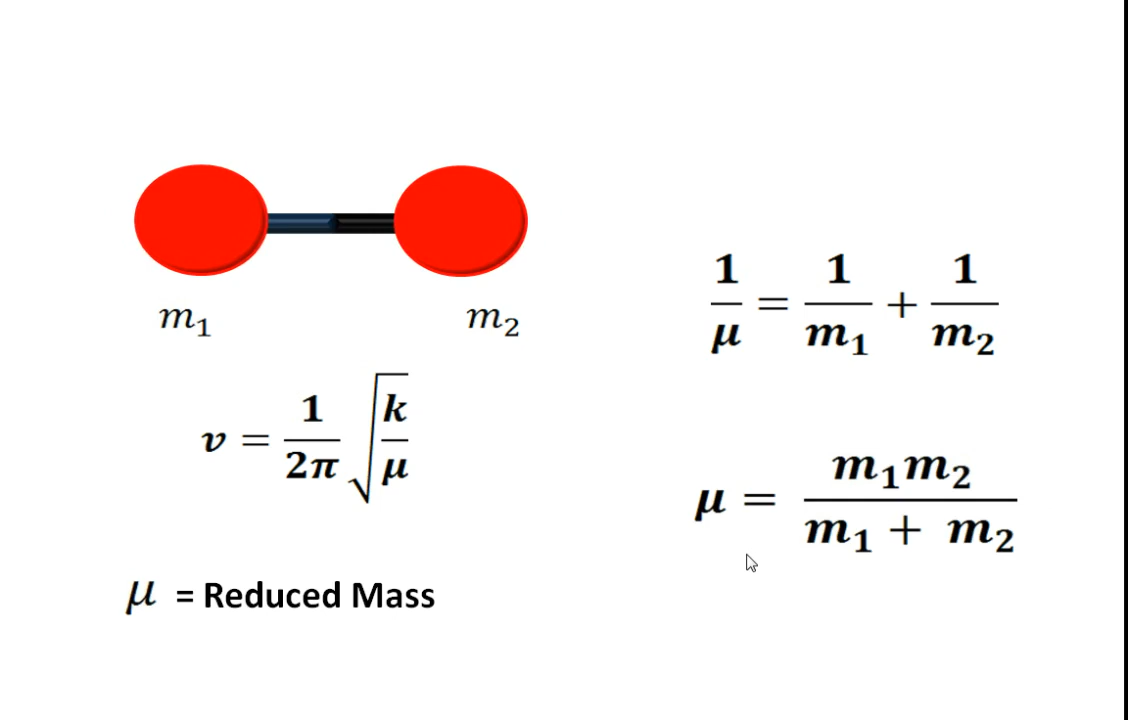 m₁ m₂
1/μ = 1/m₁ + 1/m₂
v = 1/2π √k/μ
μ = m₁m₂/m₁ + m₂
μ = Reduced Mass